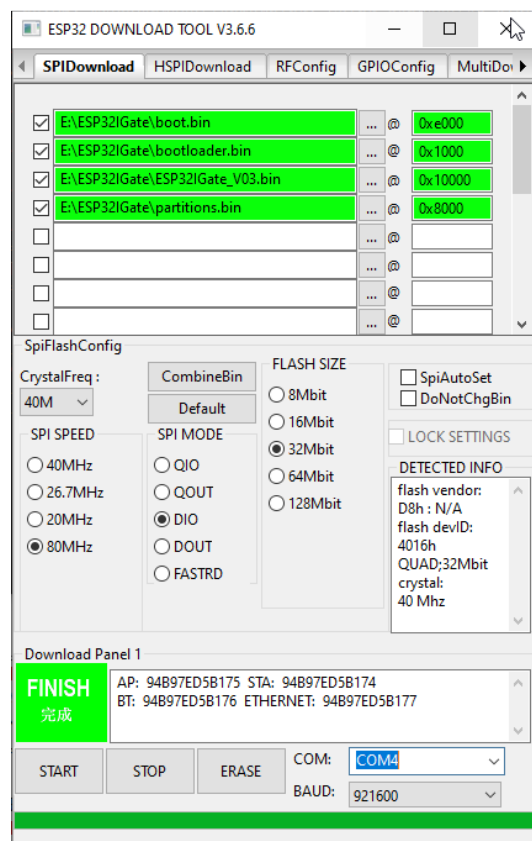 ESP32 DOWNLOAD TOOL V3.6.6
SPIDownload HSPIDownload RFConfig GPIOConfig MultiDov
E:\ESP32IGate\boot.bin ... @ 0xe000
E:\ESP32IGate\bootloader.bin ... @ 0x1000
E:\ESP32IGate\ESP32IGate_V03.bin ... @ 0x10000
E:\ESP32IGate\partitions.bin ... @ 0x8000
... @
... @
... @
... @
SpiFlashConfig
CrystalFreq :
40M
CombineBin
Default
SPI SPEED
40MHz
26.7MHz
20MHz
80MHz
SPI MODE
QIO
QOUT
DIO
DOUT
FASTRD
FLASH SIZE
8Mbit
16Mbit
32Mbit
64Mbit
128Mbit
SpiAutoSet
DoNotChgBin
LOCK SETTINGS
DETECTED INFO
flash vendor:
D8h : N/A
flash devID:
4016h
QUAD;32Mbit
crystal:
40 Mhz
Download Panel 1
FINISH
完成
AP: 94B97ED5B175 STA: 94B97ED5B174
BT: 94B97ED5B176 ETHERNET: 94B97ED5B177
START STOP ERASE
COM: COM4
BAUD: 921600